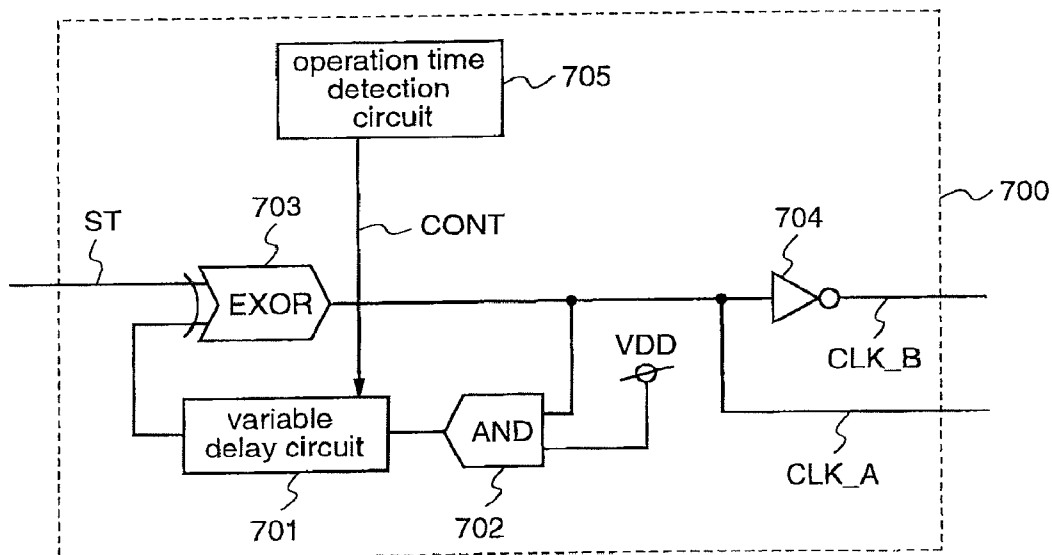 operation time
detection
circuit
705
700
703
ST
CONT
704
EXOR
VDD
CLK_B
variable
delay circuit
AND
CLK_A
701
702